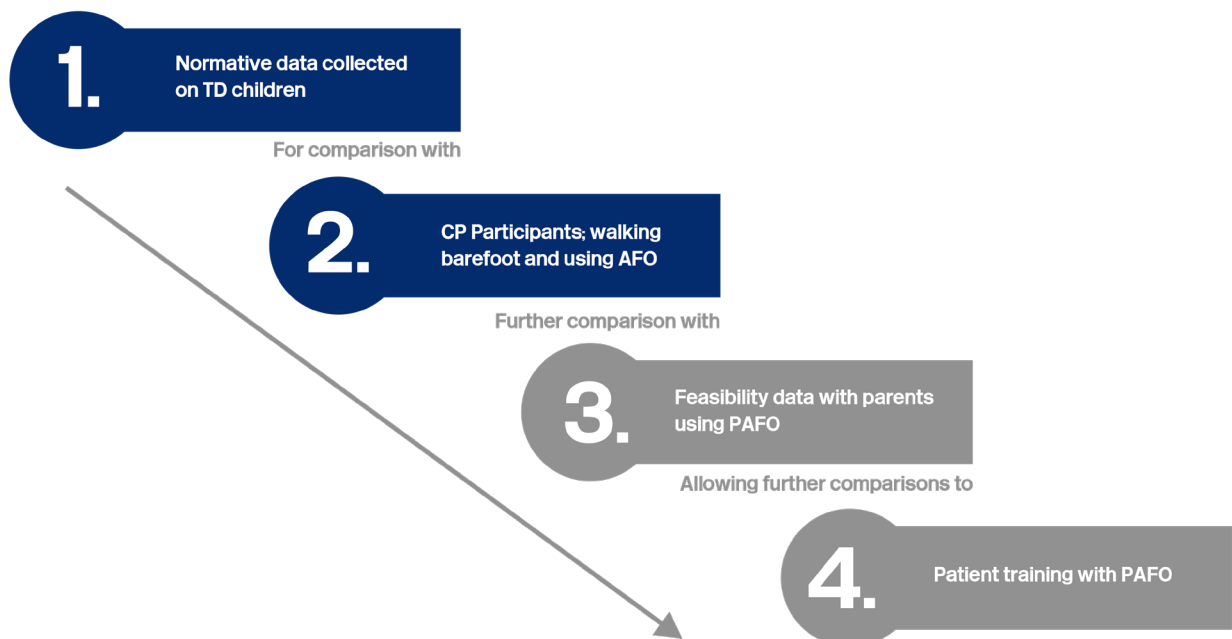 1.
Normative data collected
on TD children
For comparison with
2.
CP Participants; walking
barefoot and using AFO
Further comparison with
3.
Feasibility data with parents
using PAFO
Allowing further comparisons to
4.
Patient training with PAFO